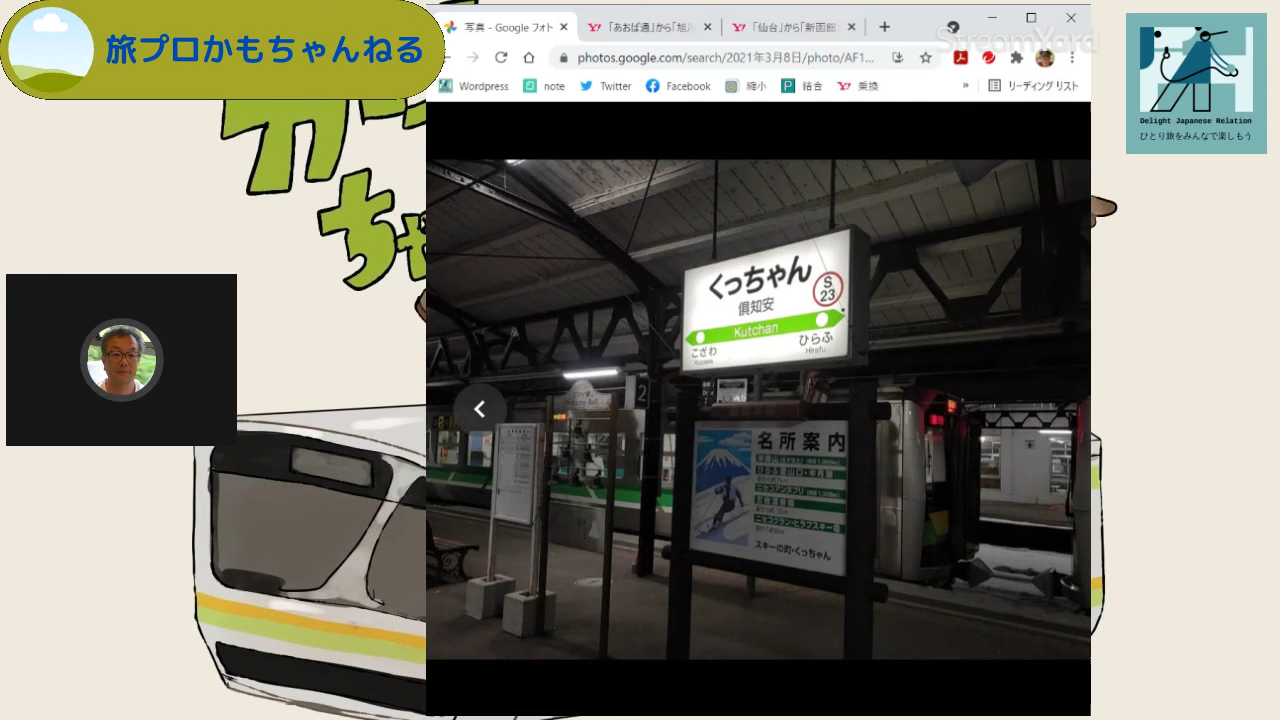 旅プロかもちゃんねる
写真 - Google フォト
「あおば通」から「旭川
「仙台」から「新函館
StreamYard
photos.google.com/search/2021年3月8日/photo/AF1...
Wordpress
note
Twitter
Facebook
縮小
結合
乗換
»
リーディング リスト
Delight Japanese Relation
ひとり旅をみんなで楽しもう
ちゃ
くっちゃん
S
23
倶知安
Kutchan
こざわ
ひらふ
Hirafu
2
名所案内
スキーの町・くっちゃん